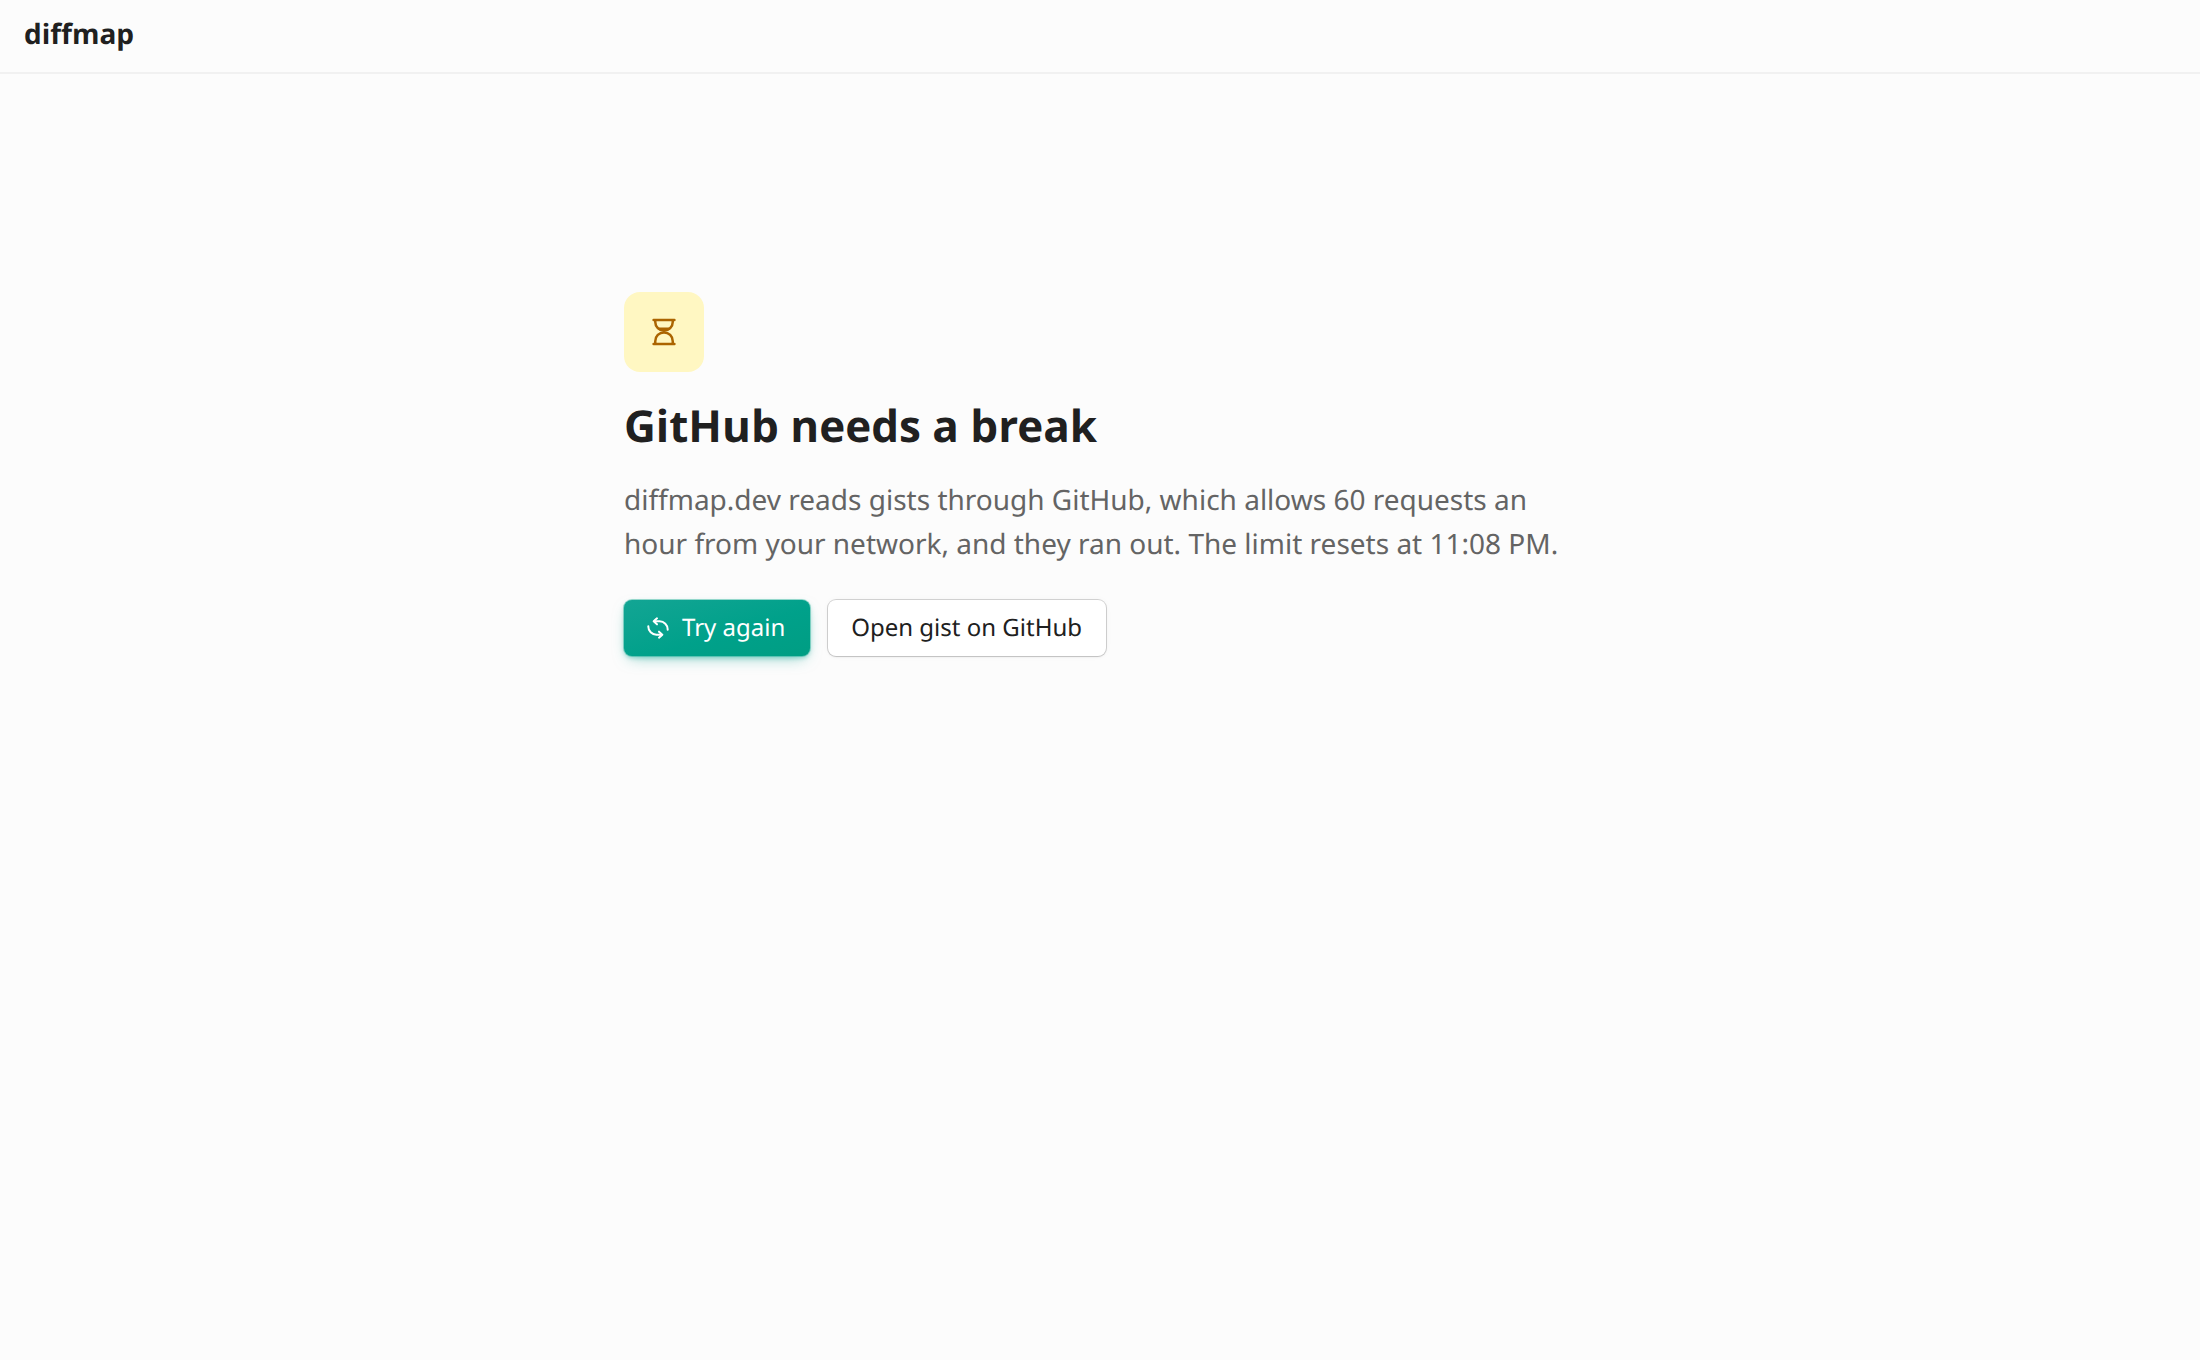 diffmap
GitHub needs a break
diffmap.dev reads gists through GitHub, which allows 60 requests an
hour from your network, and they ran out. The limit resets at 11:08 PM.
Try again
Open gist on GitHub